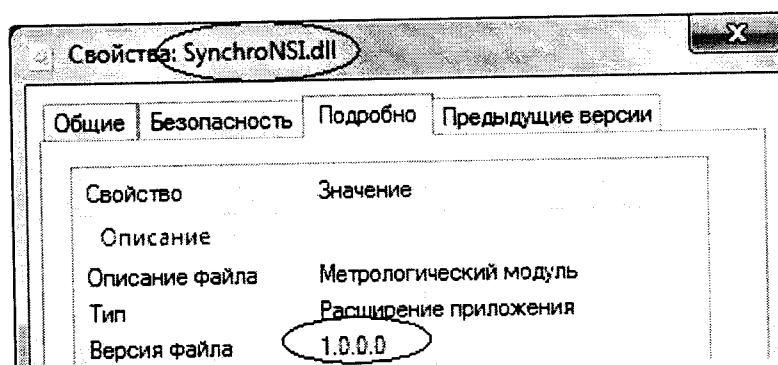 Свойства: SynchroNSI.dll
Общие Безопасность Подробно Предыдущие версии
Свойство Значение
Описание
Описание файла Метрологический модуль
Тип Расширение приложения
Версия файла 1.0.0.0